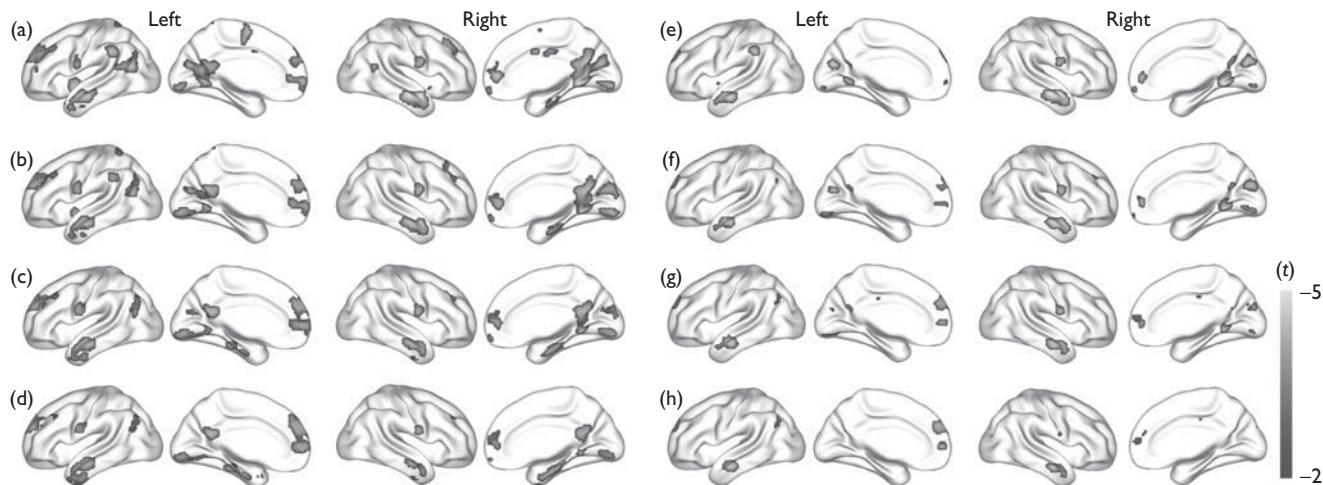 Left Right Left Right
(a) (e)
(b) (f)
(c) (g) (t)
−5
(d) (h)
−2